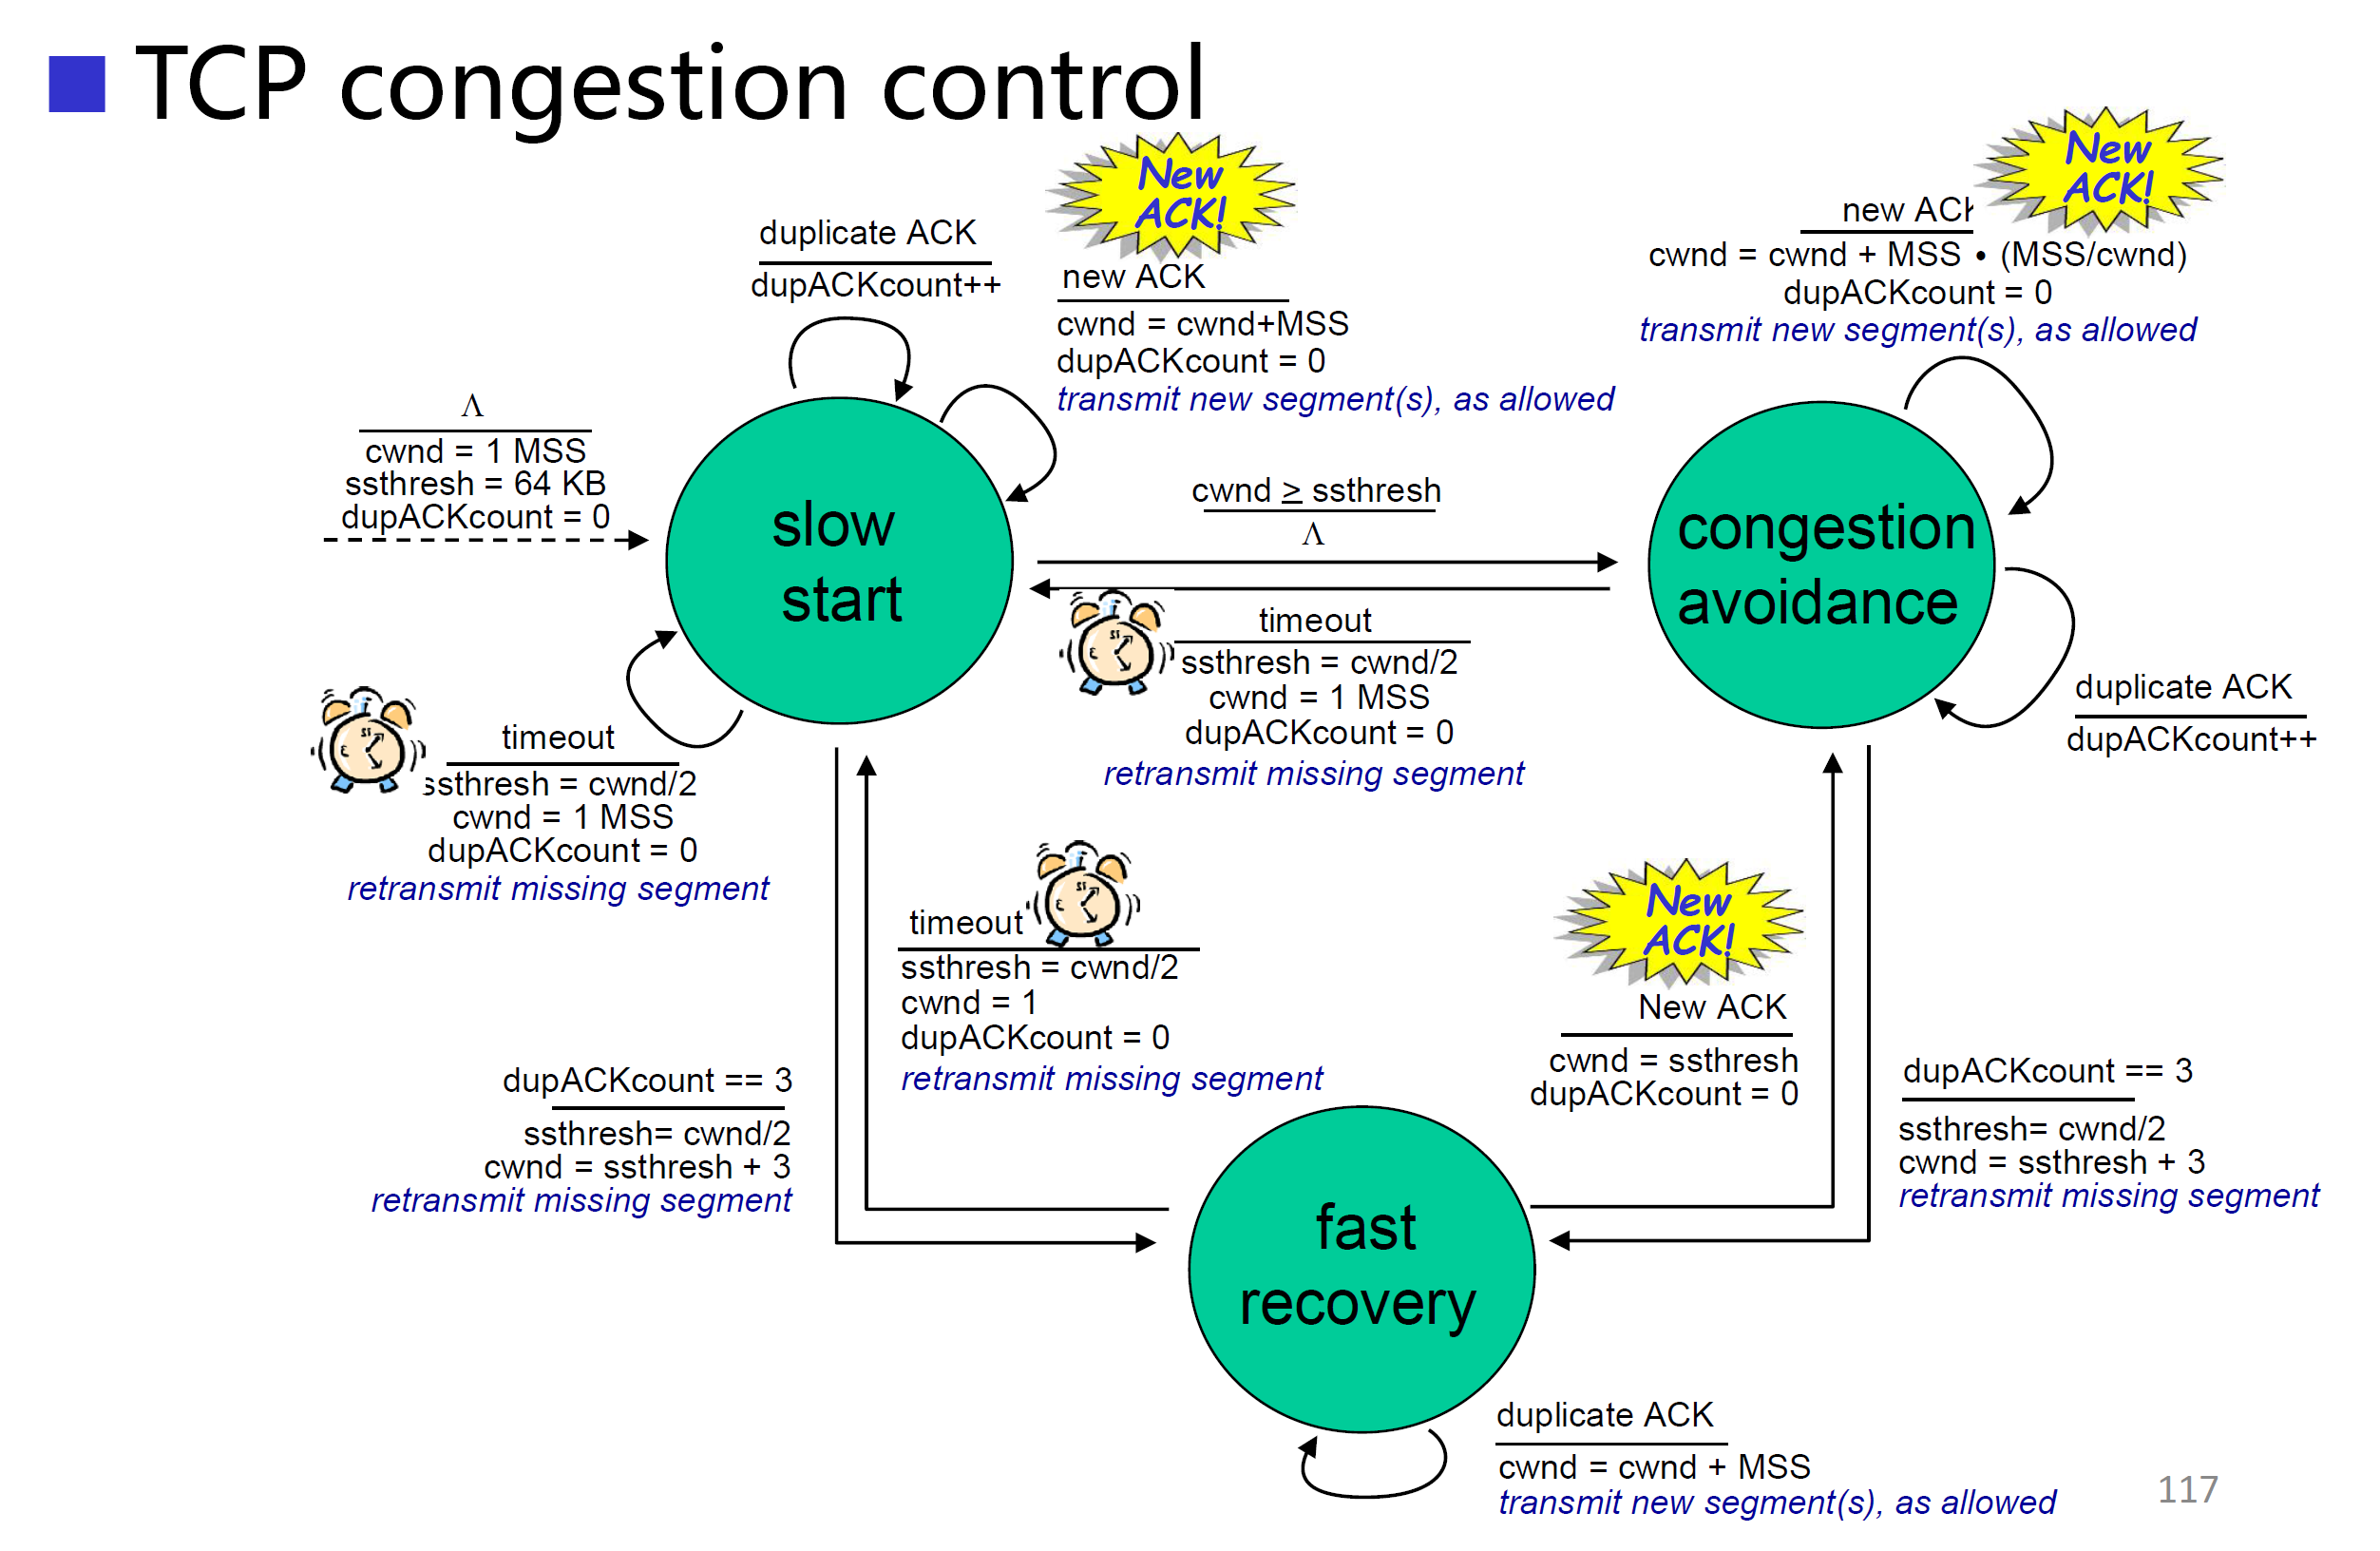 TCP congestion control
New
ACK!
duplicate ACK
dupACKcount++
new ACK
cwnd = cwnd+MSS
dupACKcount = 0
transmit new segment(s), as allowed
New
ACK!
new ACK
cwnd = cwnd + MSS • (MSS/cwnd)
dupACKcount = 0
transmit new segment(s), as allowed
Λ
cwnd = 1 MSS
ssthresh = 64 KB
dupACKcount = 0
slow
start
cwnd ≥ ssthresh
Λ
congestion
avoidance
timeout
ssthresh = cwnd/2
cwnd = 1 MSS
dupACKcount = 0
retransmit missing segment
duplicate ACK
dupACKcount++
timeout
ssthresh = cwnd/2
cwnd = 1 MSS
dupACKcount = 0
retransmit missing segment
timeout
ssthresh = cwnd/2
cwnd = 1
dupACKcount = 0
retransmit missing segment
New
ACK!
New ACK
cwnd = ssthresh
dupACKcount = 0
dupACKcount == 3
ssthresh= cwnd/2
cwnd = ssthresh + 3
retransmit missing segment
dupACKcount == 3
ssthresh= cwnd/2
cwnd = ssthresh + 3
retransmit missing segment
fast
recovery
duplicate ACK
cwnd = cwnd + MSS
transmit new segment(s), as allowed
117